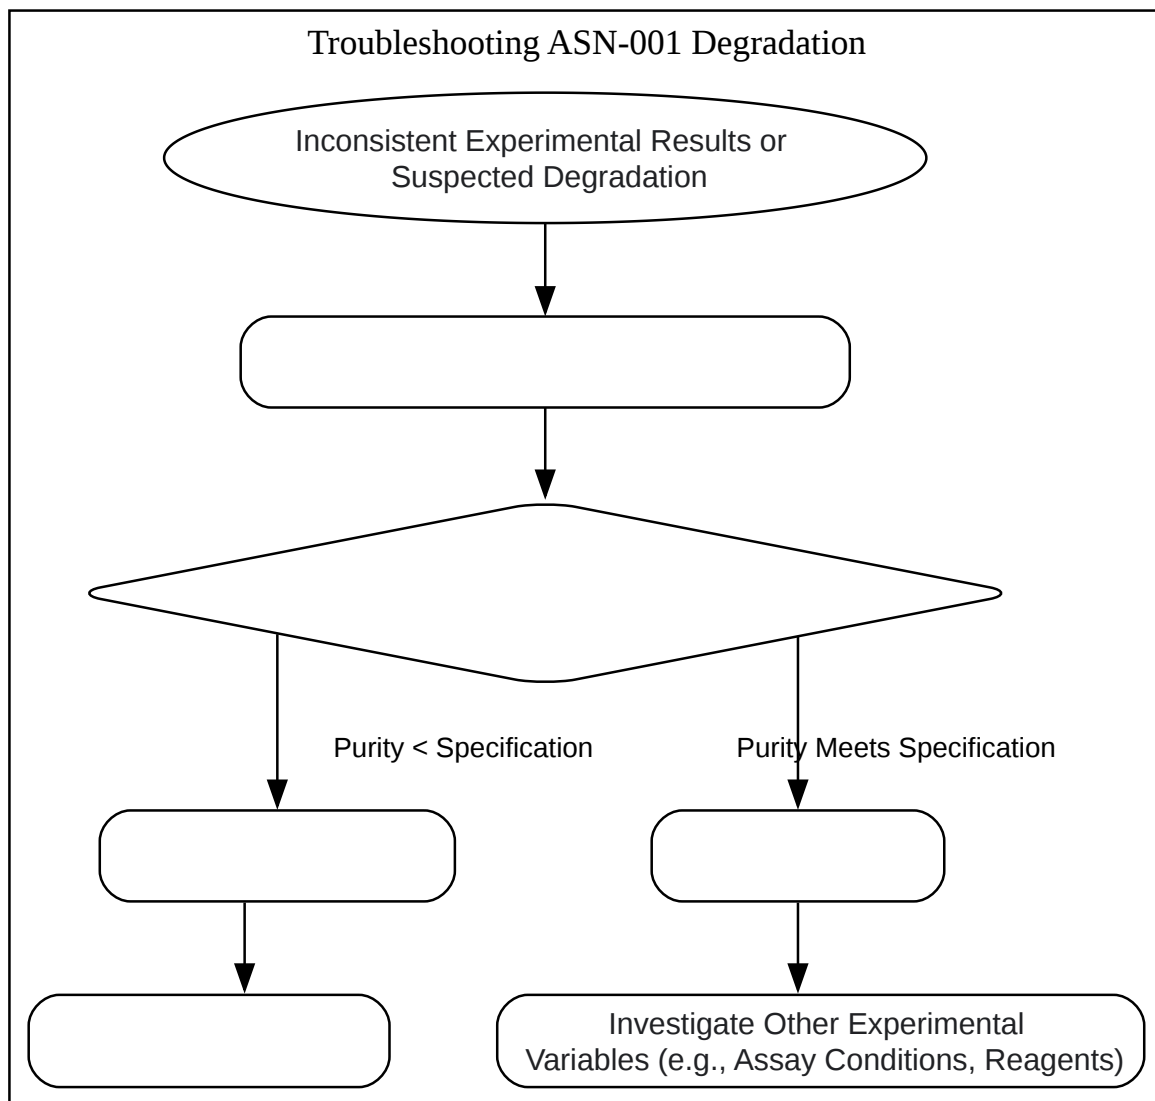 Troubleshooting ASN-001 Degradation
Inconsistent Experimental Results or
Suspected Degradation
Purity < Specification
Purity Meets Specification
Investigate Other Experimental
Variables (e.g., Assay Conditions, Reagents)